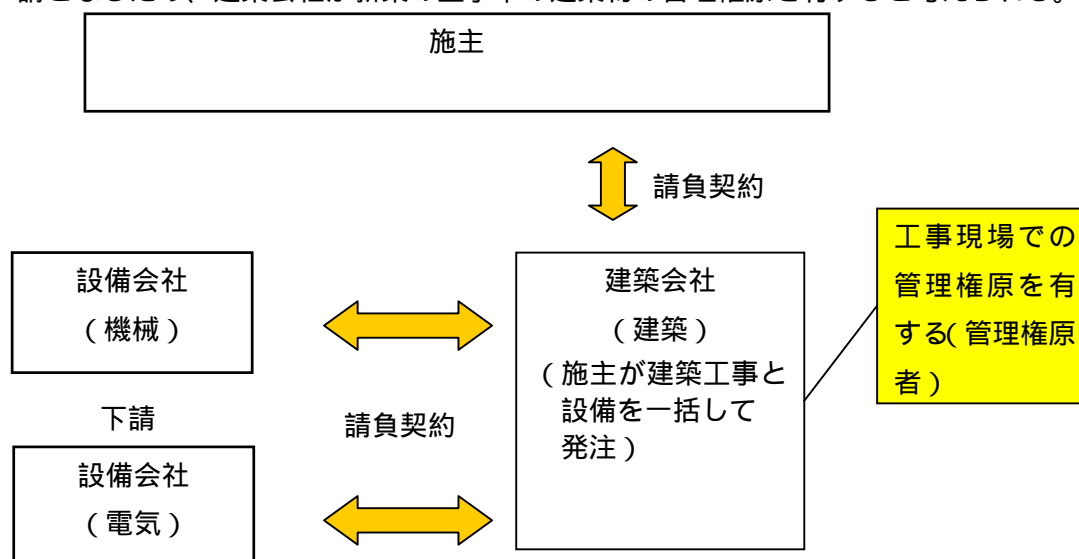 施主
請負契約
工事現場での
管理権原を有
する(管理権原
者)
設備会社
(機械)
建築会社
(建築)
(施主が建築工事と
設備を一括して
発注)
下請
請負契約
設備会社
(電気)